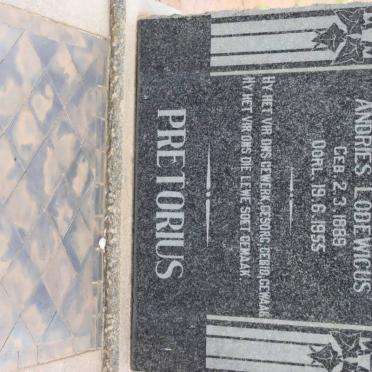 ANDRIES LODEWICUS
GEB. 2.3.1889
OORL. 19.6.1955
HY HET VIR ONS GEWERK, GESORG, GEBID, GEWAAK
HY HET VIR ONS DIE LEWE SOET GEMAAK.
PRETORIUS